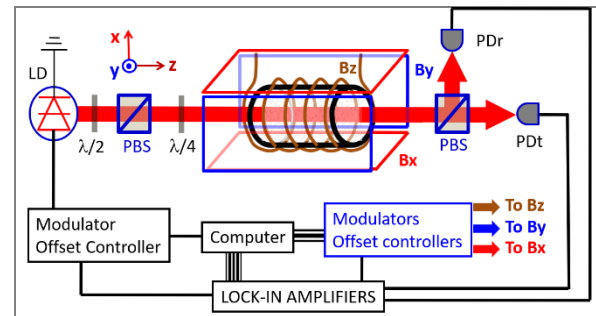 x
y
z
LD
λ/2
PBS
λ/4
Bz
By
Bx
PBS
PDr
PDt
Modulator
Offset Controller
Computer
Modulators
Offset controllers
To Bz
To By
To Bx
LOCK-IN AMPLIFIERS